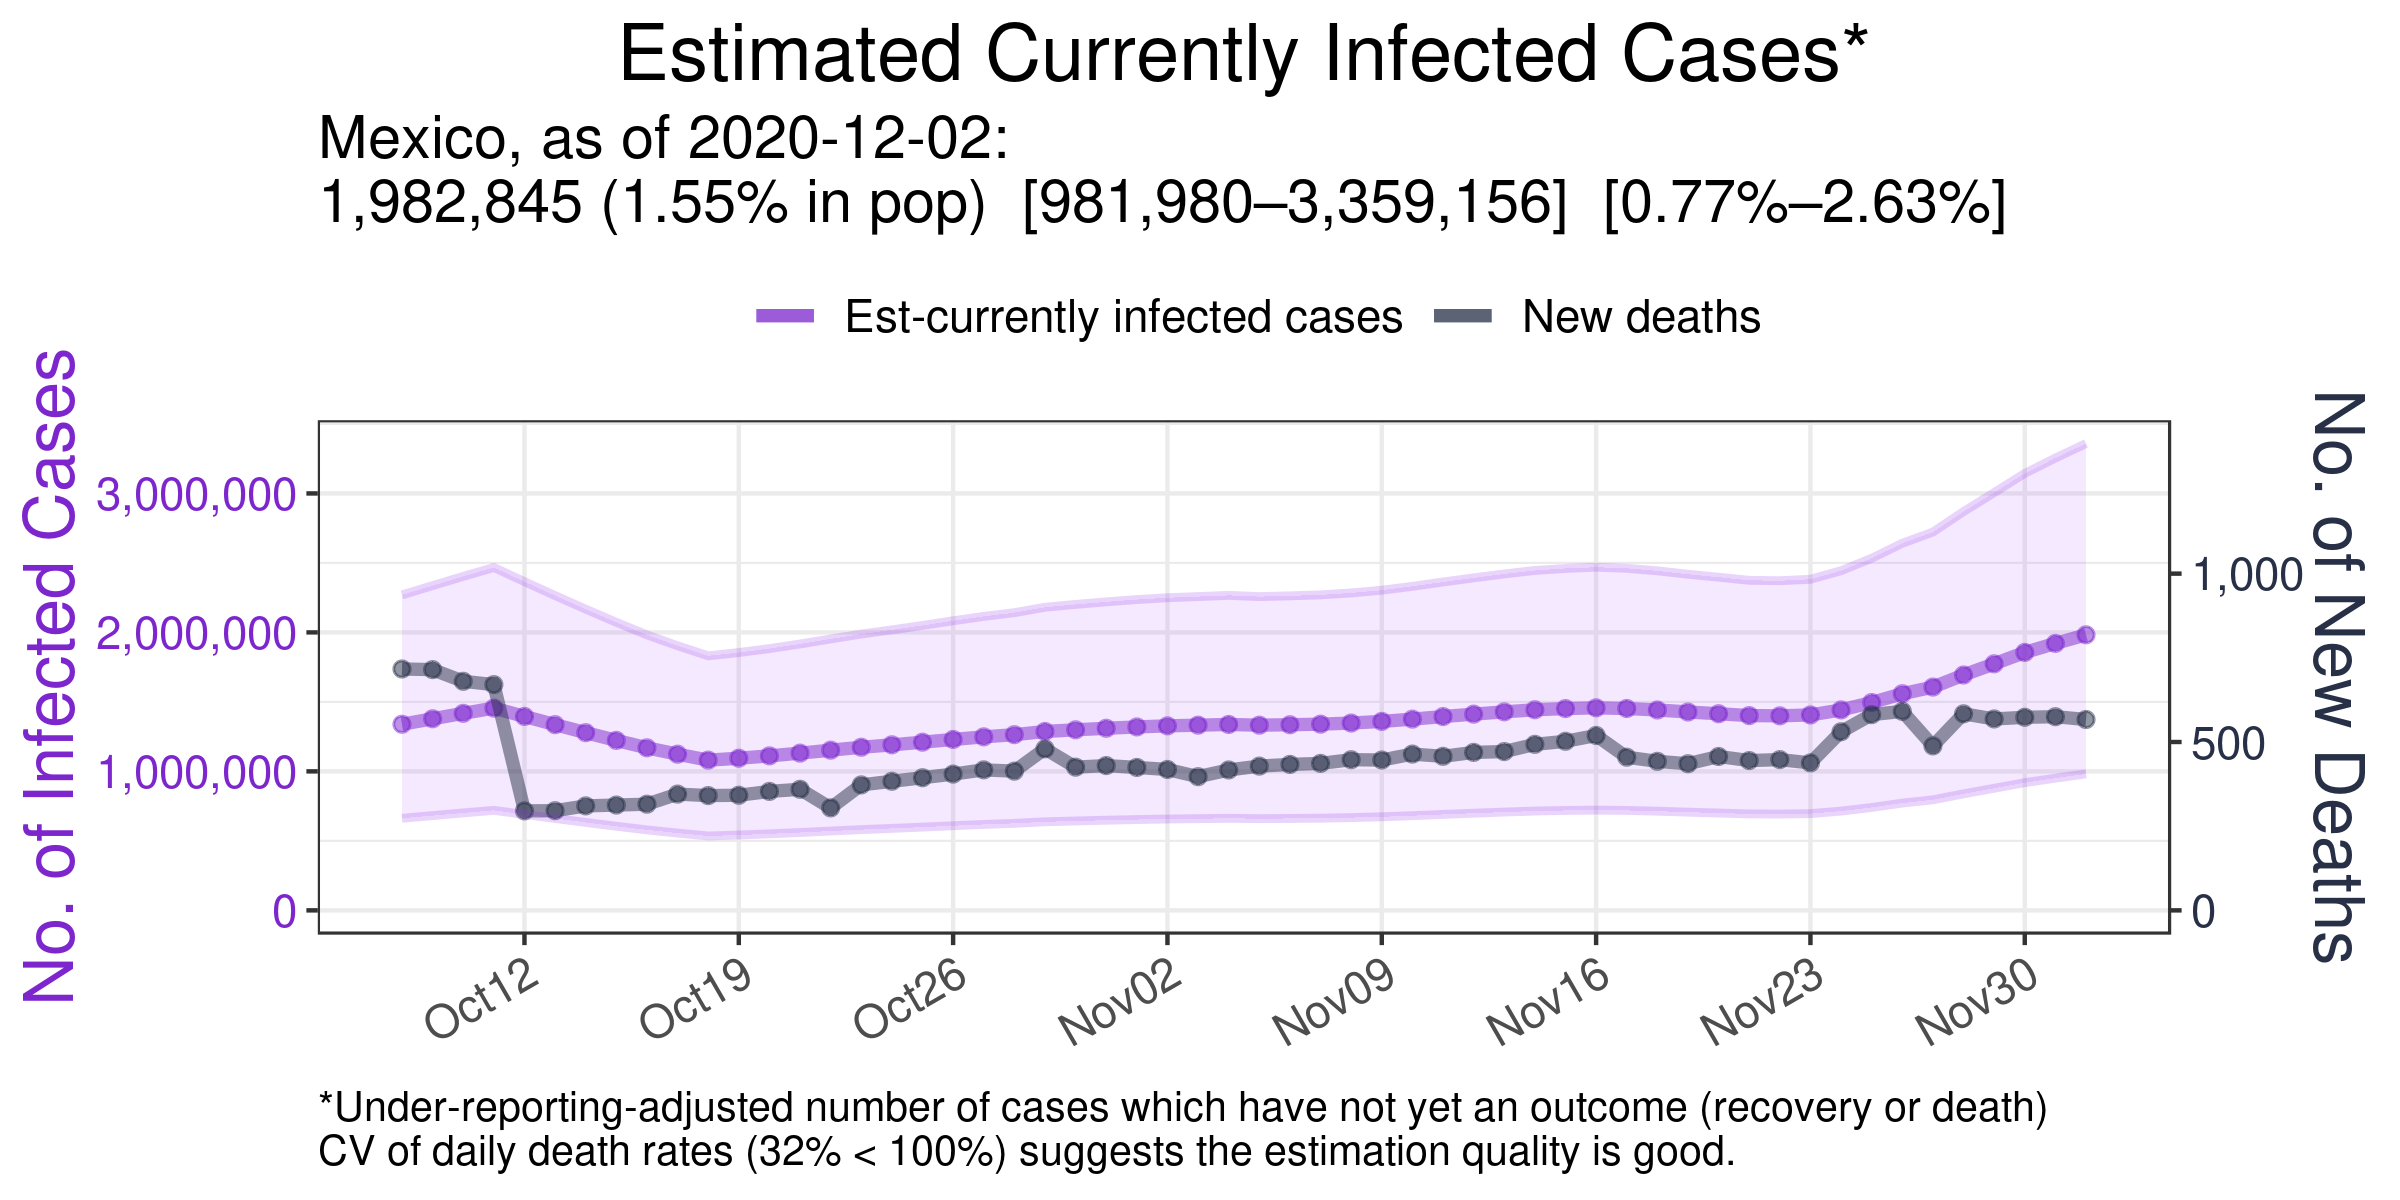 Estimated Currently Infected Cases*
Mexico, as of 2020-12-02:
1,982,845 (1.55% in pop) [981,980–3,359,156] [0.77%–2.63%]
Est-currently infected cases New deaths
No. of Infected Cases
3,000,000
2,000,000
1,000,000
0
1,000
500
0
No. of New Deaths
Oct12 Oct19 Oct26 Nov02 Nov09 Nov16 Nov23 Nov30
*Under-reporting-adjusted number of cases which have not yet an outcome (recovery or death)
CV of daily death rates (32% < 100%) suggests the estimation quality is good.